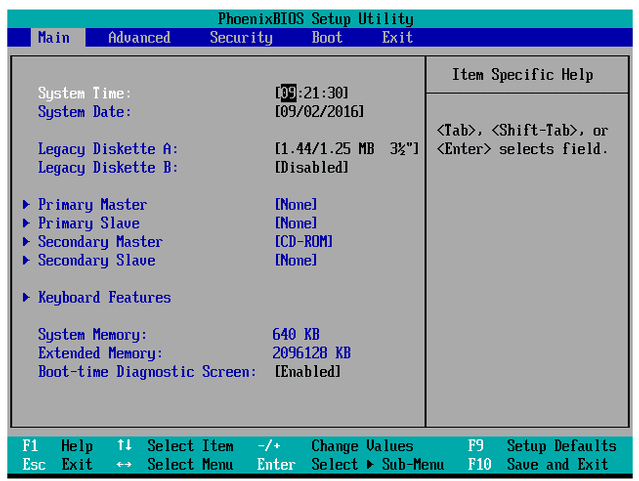 PhoenixBIOS Setup Utility
Main Advanced Security Boot Exit
Item Specific Help
System Time: [09:21:30]
System Date: [09/02/2016]
<Tab>, <Shift-Tab>, or
<Enter> selects field.
Legacy Diskette A: [1.44/1.25 MB 3½"]
Legacy Diskette B: [Disabled]
▶ Primary Master [None]
▶ Primary Slave [None]
▶ Secondary Master [CD-ROM]
▶ Secondary Slave [None]
▶ Keyboard Features
System Memory: 640 KB
Extended Memory: 2096128 KB
Boot-time Diagnostic Screen: [Enabled]
F1 Help ↑↓ Select Item -/+ Change Values F9 Setup Defaults
Esc Exit ↔ Select Menu Enter Select ▶ Sub-Menu F10 Save and Exit